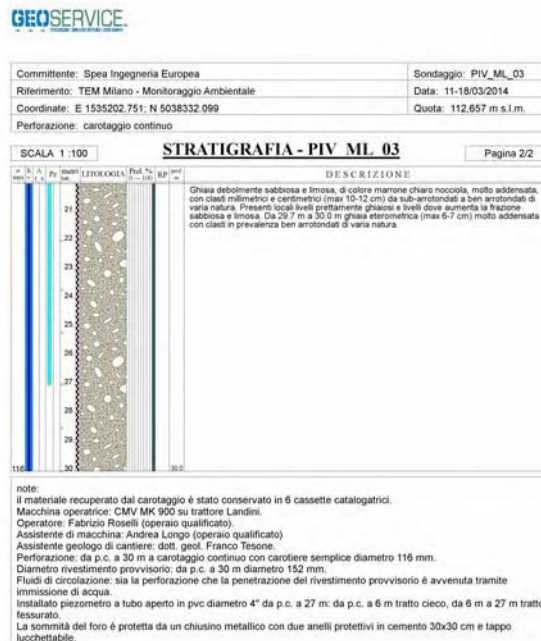 GEOSERVICE
Committente: Spea Ingegneria Europea
Sondaggio: PIV_ML_03
Riferimento: TEM Milano - Monitoraggio Ambientale
Data: 11-18/03/2014
Coordinate: E 1535202.751; N 5038332.099
Quota: 112,657 m s.l.m.
Perforazione: carotaggio continuo
SCALA 1 :100
STRATIGRAFIA - PIV ML 03
Pagina 2/2
Pz metri LITOLOGIA Prel. % RP prof. DESCRIZIONE
0 --- 100
Ghiaia debolmente sabbiosa e limosa, di colore marrone chiaro nocciola, molto addensata,
con clasti millimetrici e centimetrici (max 10-12 cm) da sub-arrotondati a ben arrotondati di
varia natura. Presenti locali livelli prettamente ghiaiosi e livelli dove aumenta la frazione
sabbiosa e limosa. Da 29.7 m a 30.0 m ghiaia eterometrica (max 6-7 cm) molto addensata
con clasti in prevalenza ben arrotondati di varia natura.
21
22
23
24
25
26
27
28
29
116 30 30.0
note:
il materiale recuperato dal carotaggio è stato conservato in 6 cassette catalogatrici.
Macchina operatrice: CMV MK 900 su trattore Landini.
Operatore: Fabrizio Roselli (operaio qualificato).
Assistente di macchina: Andrea Longo (operaio qualificato)
Assistente geologo di cantiere: dott. geol. Franco Tesone.
Perforazione: da p.c. a 30 m a carotaggio continuo con carotiere semplice diametro 116 mm.
Diametro rivestimento provvisorio: da p.c. a 30 m diametro 152 mm.
Fluidi di circolazione: sia la perforazione che la penetrazione del rivestimento provvisorio è avvenuta tramite
immissione di acqua.
Installato piezometro a tubo aperto in pvc diametro 4" da p.c. a 27 m: da p.c. a 6 m tratto cieco, da 6 m a 27 m tratto
fessurato.
La sommità del foro è protetta da un chiusino metallico con due anelli protettivi in cemento 30x30 cm e tappo
lucchettabile.